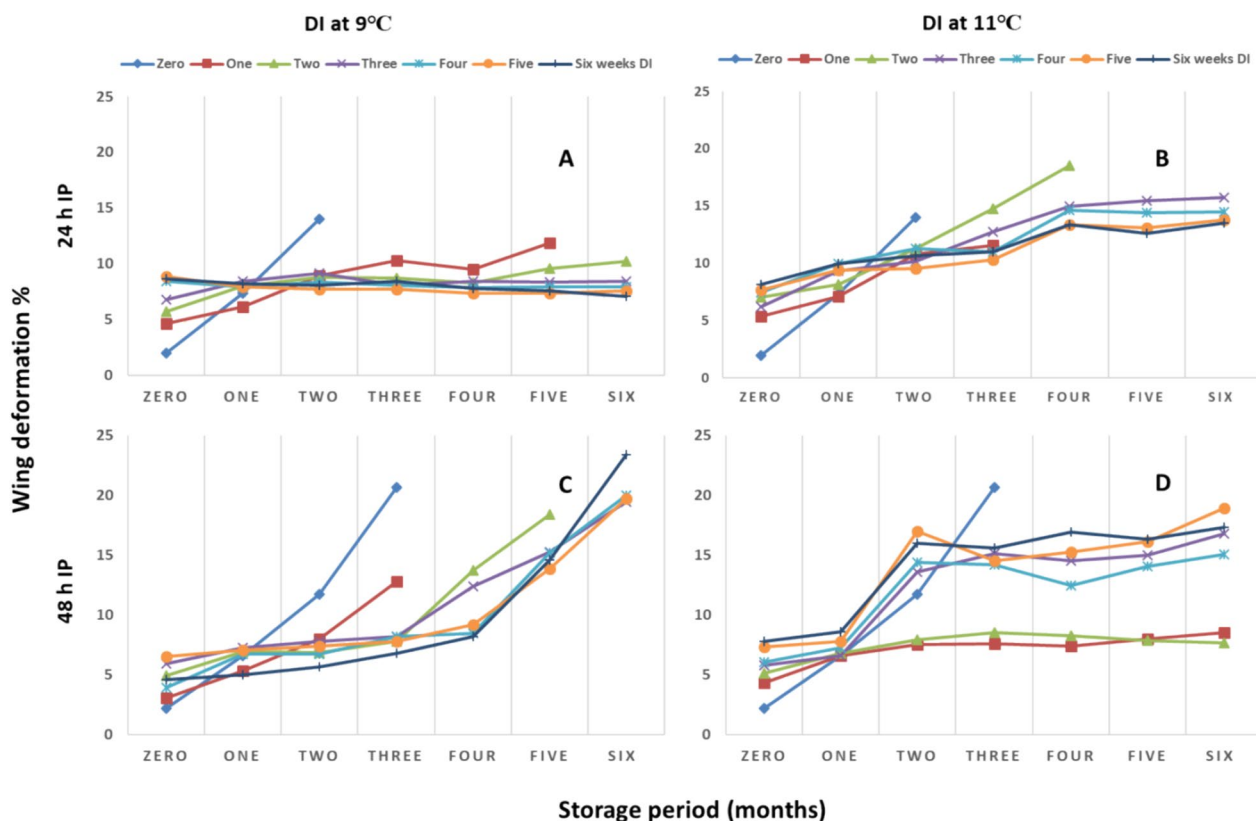 DI at 9℃
DI at 11℃
Zero One Two Three Four Five Six weeks DI
Zero One Two Three Four Five Six weeks DI
Wing deformation %
24 h IP
25
20
15
10
5
0
A
ZERO ONE TWO THREE FOUR FIVE SIX
25
20
15
10
5
0
B
ZERO ONE TWO THREE FOUR FIVE SIX
48 h IP
25
20
15
10
5
0
C
ZERO ONE TWO THREE FOUR FIVE SIX
25
20
15
10
5
0
D
ZERO ONE TWO THREE FOUR FIVE SIX
Storage period (months)